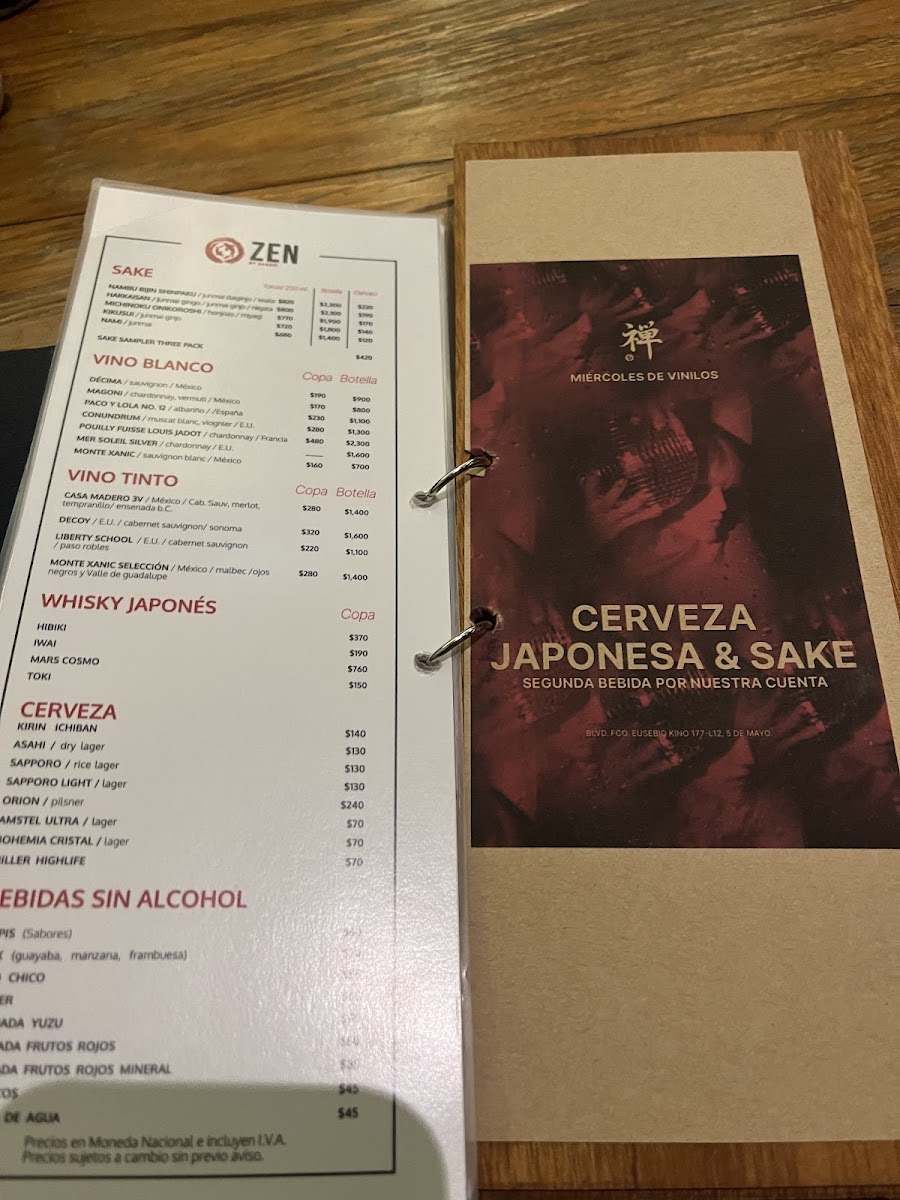 ZEN
SAKE
Botella
NAMBU BIJIN SHINPAKU / junmai daiginjo / iwate $820 $2,300 $220
HAKKAISAN / junmai ginjo / junmai ginjo / niigata $800 $2,100 $190
MICHINOKU ONIKOROSHI / honjoso / miyagi $770 $1,900 $170
KIKUSUI / junmai ginjo $720 $1,800 $140
NAMI / junmai $680 $1,400 $120
SAKE SAMPLER THREE PACK $420
VINO BLANCO Copa Botella
DÉCIMA / sauvignon / México $190 $900
MAGONI / chardonnay, vermuti / México $170 $800
PACO Y LOLA NO. 12 / albariño / /España $230 $1,100
CONUNDRUM / muscat blanc, viognier / E.U. $280 $1,300
POUILLY FUISSE LOUIS JADOT / chardonnay / Francia $480 $2,300
MER SOLEIL SILVER / chardonnay / E.U. $1,600
MONTE XANIC / sauvignon blanc / México $160 $700
VINO TINTO Copa Botella
CASA MADERO 3V / México / Cab. Sauv, merlot, $280 $1,400
tempranillo/ ensenada b.C.
DECOY / E.U. / cabernet sauvignon/ sonoma $320 $1,600
LIBERTY SCHOOL / E.U. / cabernet sauvignon $220 $1,100
/ paso robles
MONTE XANIC SELECCIÓN / México / malbec /ojos $280 $1,400
negros y Valle de guadalupe
WHISKY JAPONÉS Copa
HIBIKI $370
IWAI $190
MARS COSMO $760
TOKI $150
CERVEZA
KIRIN ICHIBAN $140
ASAHI / dry lager $130
SAPPORO / rice lager $130
SAPPORO LIGHT / lager $130
ORION / pilsner $240
AMSTEL ULTRA / lager $70
BOHEMIA CRISTAL / lager $70
ILLER HIGHLIFE $70
EBIDAS SIN ALCOHOL
PIS (Sabores)
(guayaba, manzana, frambuesa)
CHICO
ER
ADA YUZU
ADA FRUTOS ROJOS
ADA FRUTOS ROJOS MINERAL
TOS $45
DE AGUA $45
Precios en Moneda Nacional e incluyen I.V.A.
Precios sujetos a cambio sin previo aviso.
禅
MIÉRCOLES DE VINILOS
CERVEZA
JAPONESA & SAKE
SEGUNDA BEBIDA POR NUESTRA CUENTA
BLVD. FCO. EUSEBIO KINO 177-L12, 5 DE MAYO.